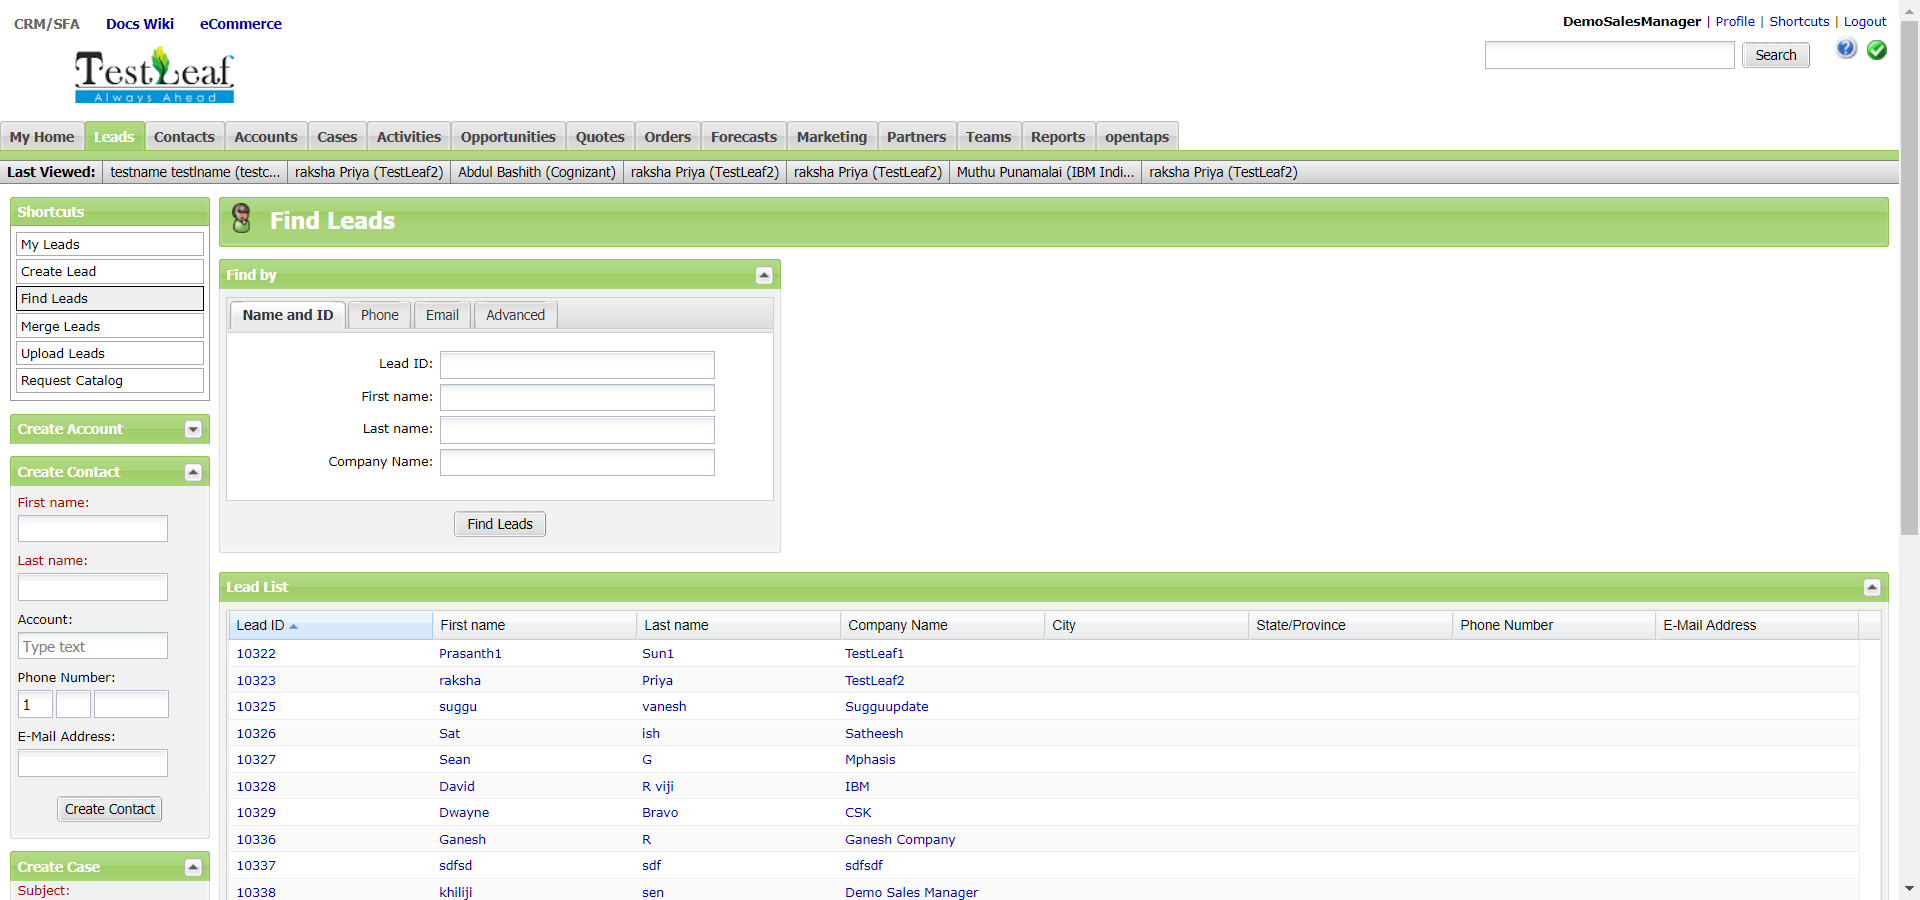 CRM/SFA Docs Wiki eCommerce
DemoSalesManager | Profile | Shortcuts | Logout
Search
TestLeaf
Always Ahead
My Home Leads Contacts Accounts Cases Activities Opportunities Quotes Orders Forecasts Marketing Partners Teams Reports opentaps
Last Viewed: testname testlname (testc... raksha Priya (TestLeaf2) Abdul Bashith (Cognizant) raksha Priya (TestLeaf2) raksha Priya (TestLeaf2) Muthu Punamalai (IBM Indi... raksha Priya (TestLeaf2)
Shortcuts
My Leads
Create Lead
Find Leads
Merge Leads
Upload Leads
Request Catalog
Create Account
Create Contact
First name:
Last name:
Account:
Type text
Phone Number:
1
E-Mail Address:
Create Contact
Create Case
Subject:
Find Leads
Find by
Name and ID Phone Email Advanced
Lead ID:
First name:
Last name:
Company Name:
Find Leads
Lead List
Lead ID First name Last name Company Name City State/Province Phone Number E-Mail Address
10322 Prasanth1 Sun1 TestLeaf1
10323 raksha Priya TestLeaf2
10325 suggu vanesh Sugguupdate
10326 Sat ish Satheesh
10327 Sean G Mphasis
10328 David R viji IBM
10329 Dwayne Bravo CSK
10336 Ganesh R Ganesh Company
10337 sdfsd sdf sdfsdf
10338 khiliji sen Demo Sales Manager